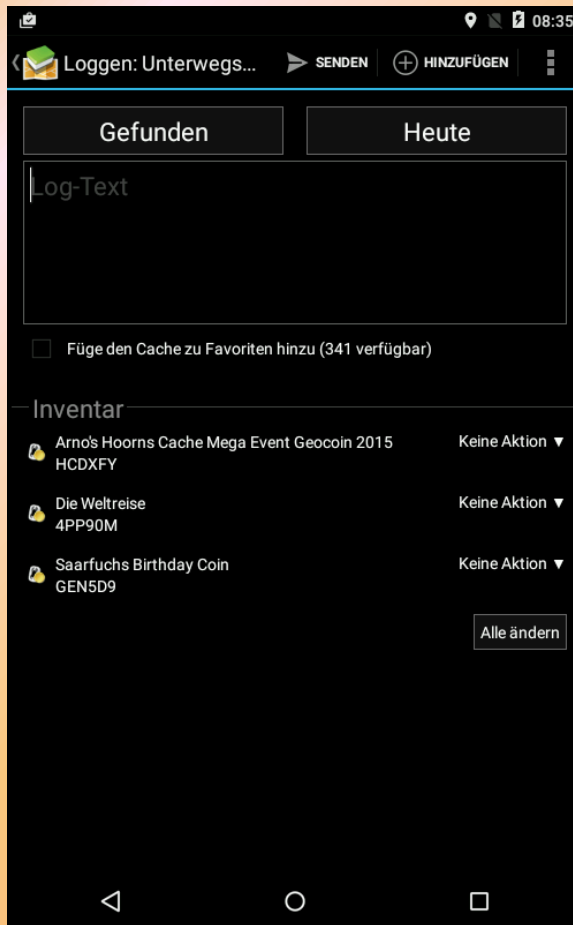 08:35
Loggen: Unterwegs... SENDEN HINZUFÜGEN
Gefunden Heute
Log-Text
Füge den Cache zu Favoriten hinzu (341 verfügbar)
Inventar
Arno's Hoorns Cache Mega Event Geocoin 2015 Keine Aktion ▼
HCDXFY
Die Weltreise Keine Aktion ▼
4PP90M
Saarfuchs Birthday Coin Keine Aktion ▼
GEN5D9
Alle ändern